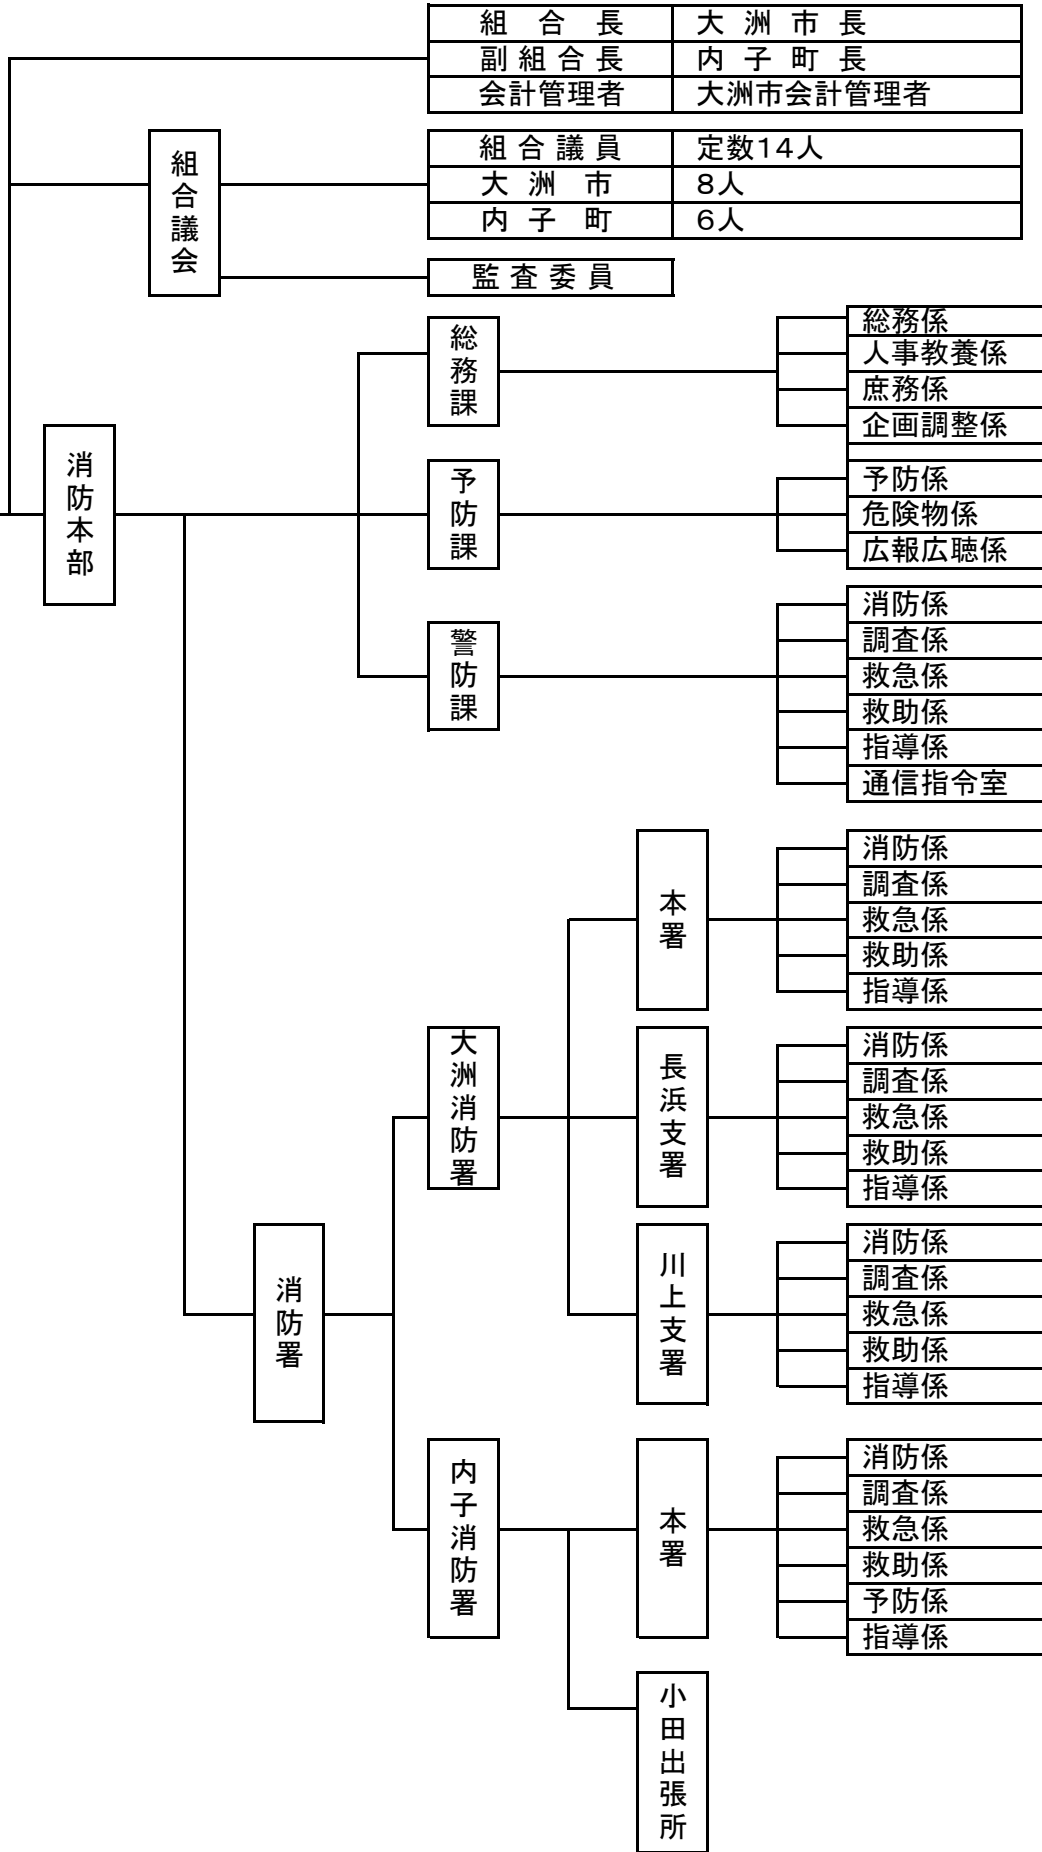 組合長 大洲市長
副組合長 内子町長
会計管理者 大洲市会計管理者
組合議会
組合議員 定数14人
大洲市 8人
内子町 6人
監査委員
消防本部
総務課
総務係
人事教養係
庶務係
企画調整係
予防課
予防係
危険物係
広報広聴係
警防課
消防係
調査係
救急係
救助係
指導係
通信指令室
消防署
大洲消防署
本署
消防係
調査係
救急係
救助係
指導係
長浜支署
消防係
調査係
救急係
救助係
指導係
川上支署
消防係
調査係
救急係
救助係
指導係
内子消防署
本署
消防係
調査係
救急係
救助係
予防係
指導係
小田出張所